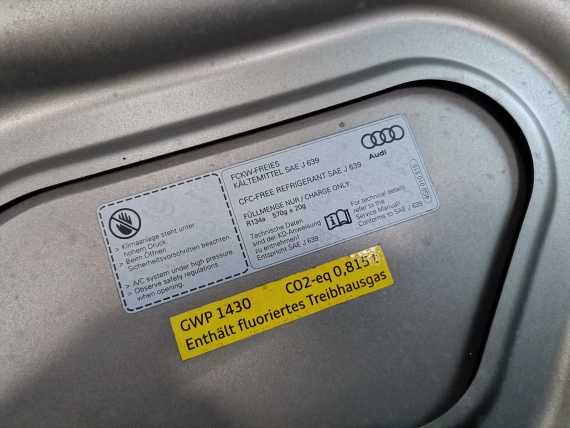 FCKW-FREIES
KÄLTEMITTEL SAE J 639
CFC-FREE REFRIGERANT SAE J 639
FÜLLMENGE NUR / CHARGE ONLY:
R134a 570g ± 20g
Technische Daten
sind der KD-Anweisung
zu entnehmen!
Entspricht SAE J 639
For technical details
refer to the
Service Manual
Conforms to SAE J 639
Audi
> Klimaanlage steht unter
hohem Druck.
> Beim Öffnen
Sicherheitsvorschriften beachten.
> A/C system under high pressure
> Observe safety regulations
when opening.
GWP 1430 CO2-eq 0,815 t
Enthält fluoriertes Treibhausgas